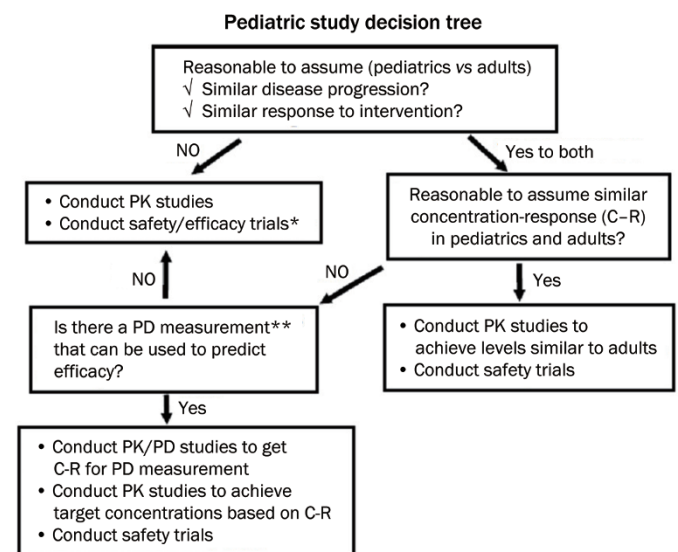 Pediatric study decision tree
Reasonable to assume (pediatrics vs adults)
√ Similar disease progression?
√ Similar response to intervention?
NO
Yes to both
• Conduct PK studies
• Conduct safety/efficacy trials*
Reasonable to assume similar
concentration-response (C–R)
in pediatrics and adults?
NO
NO
Yes
Is there a PD measurement**
that can be used to predict
efficacy?
• Conduct PK studies to
achieve levels similar to adults
• Conduct safety trials
Yes
• Conduct PK/PD studies to get
C-R for PD measurement
• Conduct PK studies to achieve
target concentrations based on C-R
• Conduct safety trials